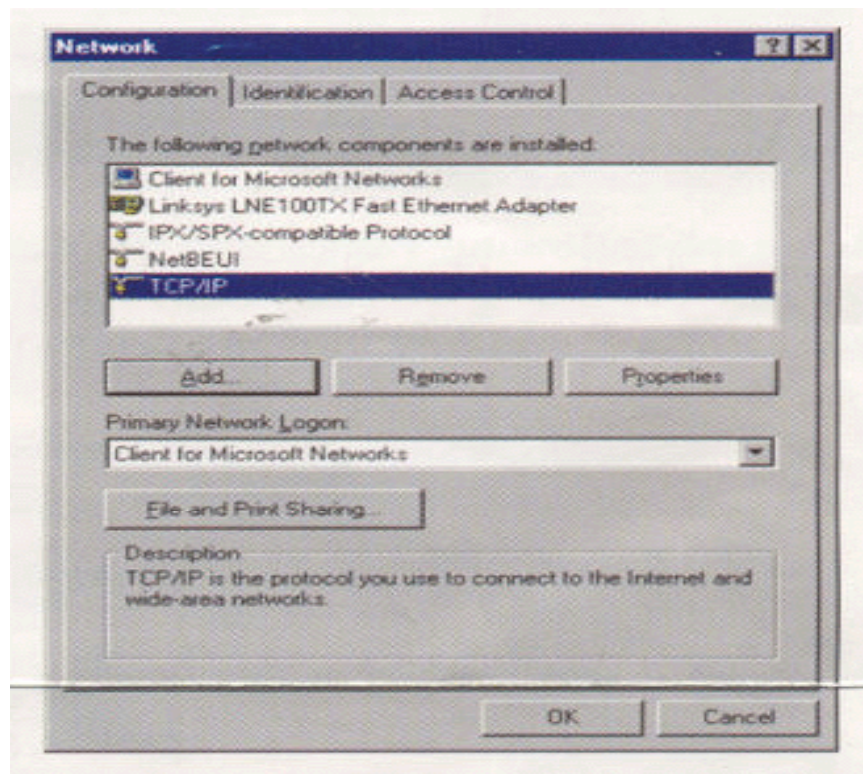 Network
Configuration Identification Access Control
The following network components are installed:
Client for Microsoft Networks
Linksys LNE100TX Fast Ethernet Adapter
IPX/SPX-compatible Protocol
NetBEUI
TCP/IP
Add... Remove Properties
Primary Network Logon:
Client for Microsoft Networks
File and Print Sharing...
Description
TCP/IP is the protocol you use to connect to the Internet and
wide-area networks.
OK Cancel